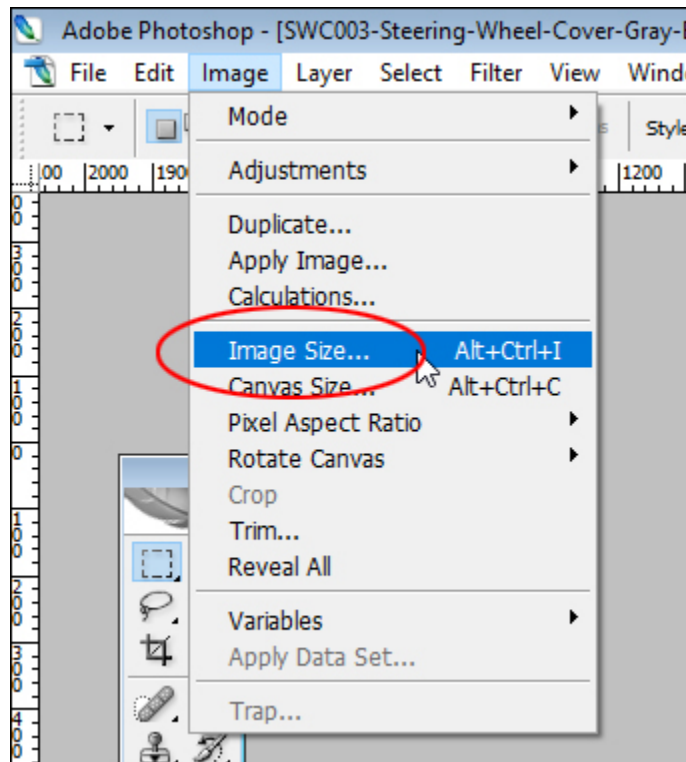 Adobe Photoshop - [SWC003-Steering-Wheel-Cover-Gray-
File Edit Image Layer Select Filter View
Mode
Style
00 2000 190 1200
Adjustments
Duplicate...
Apply Image...
Calculations...
Image Size... Alt+Ctrl+I
Canvas Size... Alt+Ctrl+C
Pixel Aspect Ratio
Rotate Canvas
Crop
Trim...
Reveal All
Variables
Apply Data Set...
Trap...